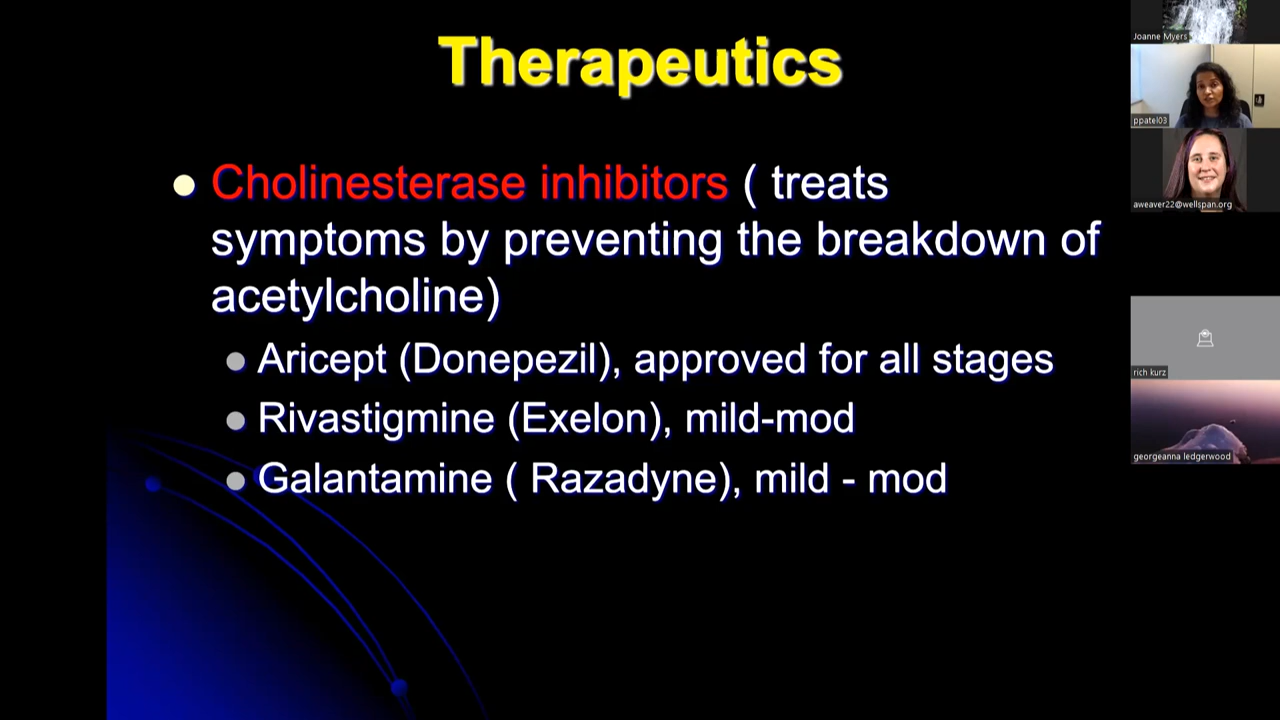 Therapeutics
Cholinesterase inhibitors ( treats
symptoms by preventing the breakdown of
acetylcholine)
Aricept (Donepezil), approved for all stages
Rivastigmine (Exelon), mild-mod
Galantamine ( Razadyne), mild - mod
Joanne Myers
ppatel03
aweaver22@wellspan.org
rich kurz
georgeanna ledgerwood